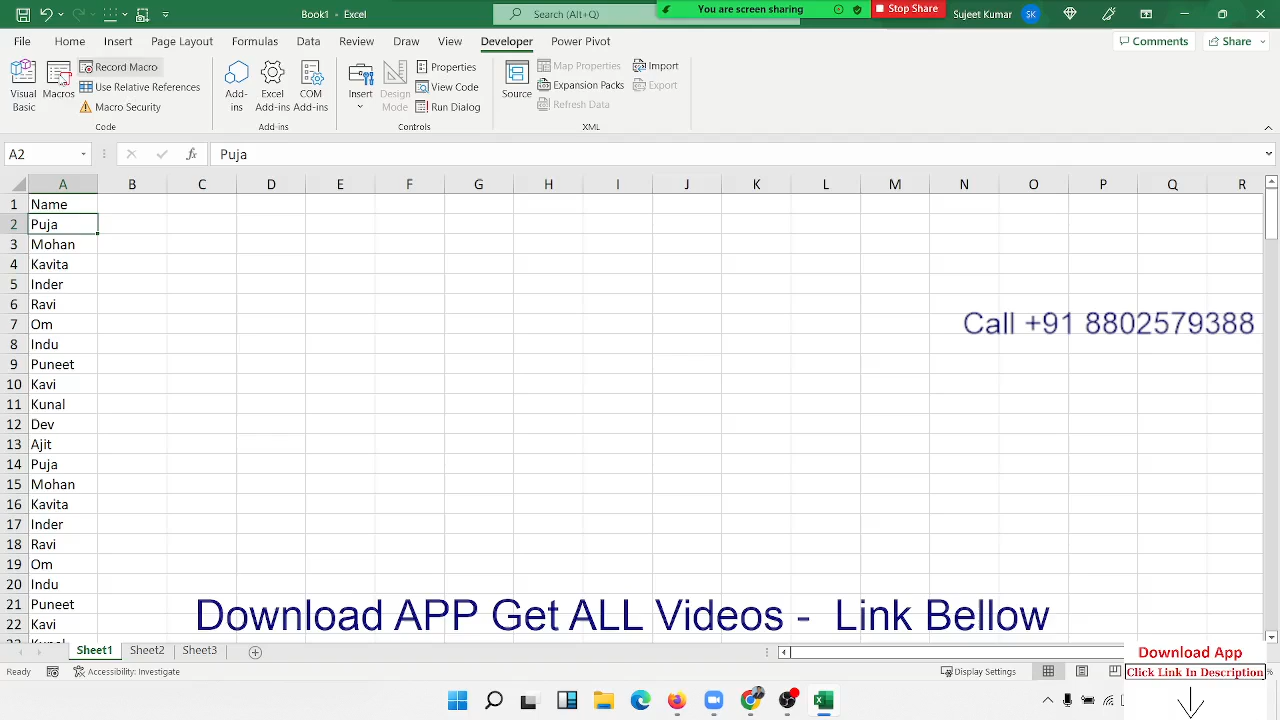 Book1 - Excel
Search (Alt+Q)
You are screen sharing
Stop Share
Sujeet Kumar
SK
File Home Insert Page Layout Formulas Data Review View Automate Developer Power Pivot
Comments
Share
Visual Basic
Macros
Record Macro
Use Relative References
Macro Security
Code
Add-ins
Excel Add-ins
COM Add-ins
Add-ins
Insert
Design Mode
Properties
View Code
Run Dialog
Controls
Source
Map Properties
Expansion Packs
Refresh Data
Import
Export
XML
A2
fx
Puja
A B C D E F G H I J K L M N O P Q R
1 Name
2 Puja
3 Mohan
4 Kavita
5 Inder
6 Ravi
7 Om
8 Indu
9 Puneet
10 Kavi
11 Kunal
12 Dev
13 Ajit
14 Puja
15 Mohan
16 Kavita
17 Inder
18 Ravi
19 Om
20 Indu
21 Puneet
22 Kavi
Call +91 8802579388
Download APP Get ALL Videos - Link Bellow
Sheet1 Sheet2 Sheet3
Download App
Click Link In Description
Ready
Accessibility: Investigate
Display Settings